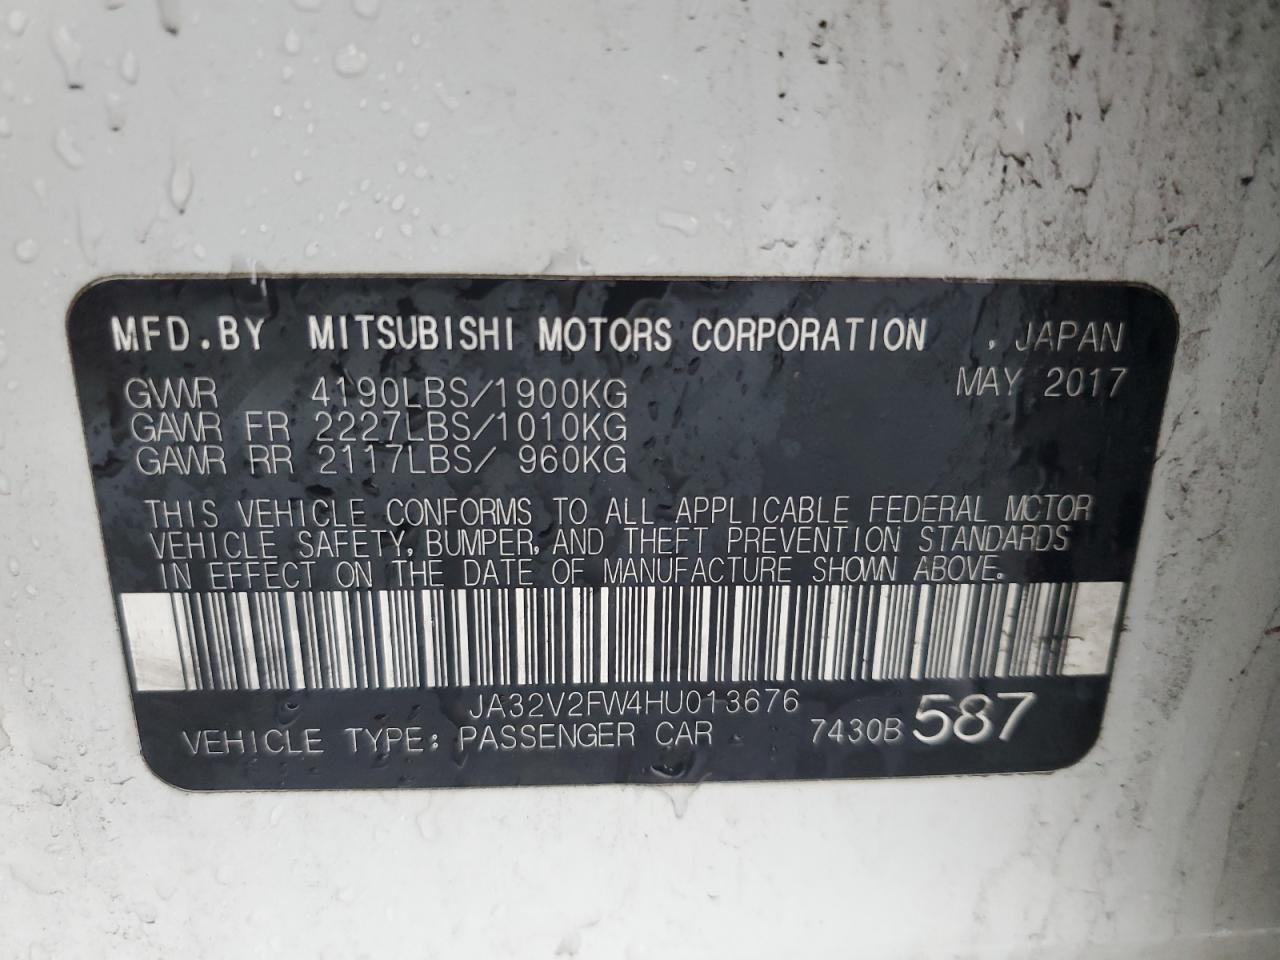 MFD.BY MITSUBISHI MOTORS CORPORATION , JAPAN
GVWR 4190LBS/1900KG MAY 2017
GAWR FR 2227LBS/1010KG
GAWR RR 2117LBS/ 960KG
THIS VEHICLE CONFORMS TO ALL APPLICABLE FEDERAL MOTOR
VEHICLE SAFETY, BUMPER, AND THEFT PREVENTION STANDARDS
IN EFFECT ON THE DATE OF MANUFACTURE SHOWN ABOVE.
JA32V2FW4HU013676
VEHICLE TYPE: PASSENGER CAR 7430B 587